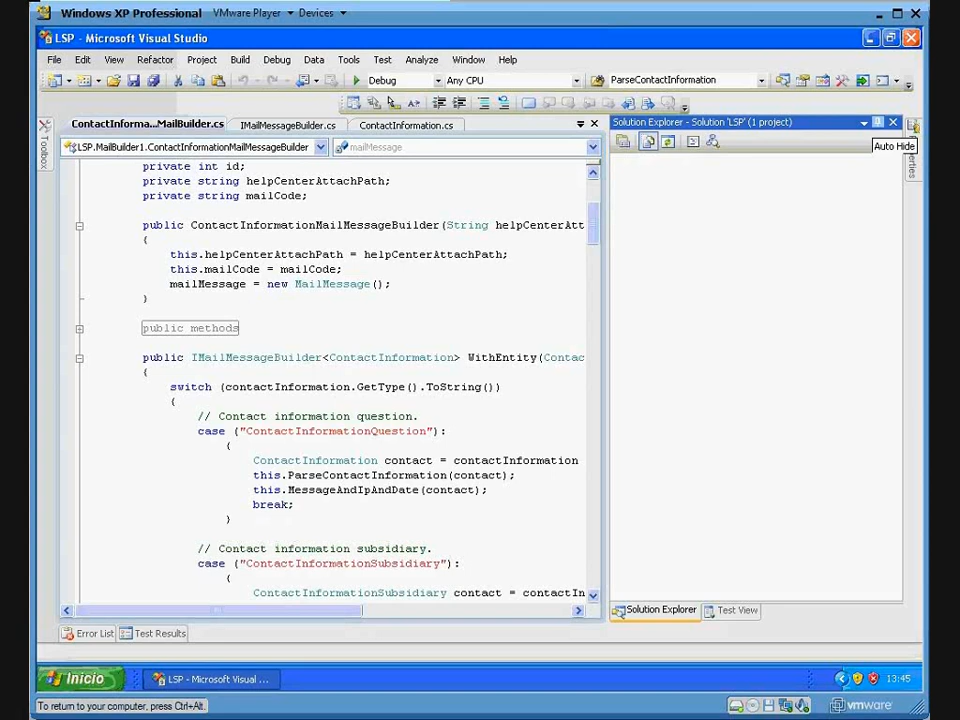 Windows XP Professional VMware Player Devices
LSP - Microsoft Visual Studio
File Edit View Refactor Project Build Debug Data Tools Test Analyze Window Help
Debug Any CPU ParseContactInformation
ContactInforma...MailBuilder.cs IMailMessageBuilder.cs ContactInformation.cs
LSP.MailBuilder1.ContactInformationMailMessageBuilder mailMessage
private int id;
private string helpCenterAttachPath;
private string mailCode;
public ContactInformationMailMessageBuilder(String helpCenterAtt
{
this.helpCenterAttachPath = helpCenterAttachPath;
this.mailCode = mailCode;
mailMessage = new MailMessage();
}
public methods
public IMailMessageBuilder<ContactInformation> WithEntity(Contac
{
switch (contactInformation.GetType().ToString())
{
// Contact information question.
case ("ContactInformationQuestion"):
{
ContactInformation contact = contactInformation
this.ParseContactInformation(contact);
this.MessageAndIpAndDate(contact);
break;
}
// Contact information subsidiary.
case ("ContactInformationSubsidiary"):
{
ContactInformationSubsidiary contact = contactIn
Toolbox
Solution Explorer - Solution 'LSP' (1 project)
Auto Hide
Solution Explorer Test View
Error List Test Results
Inicio LSP - Microsoft Visual ... 13:45
To return to your computer, press Ctrl+Alt. vmware